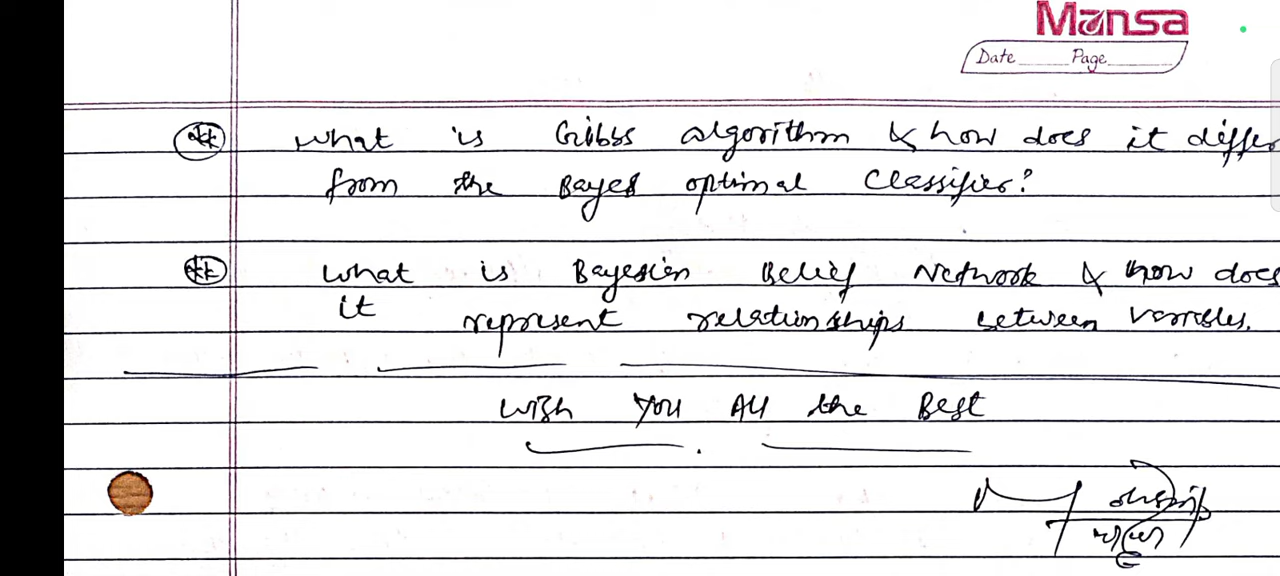 Mansa
Date Page
** What is Gibbs algorithm & how does it differ
from the Bayes optimal Classifier?
** What is Bayesian Belief Network & how does
it represent relationships between variables.
Wish You All the Best